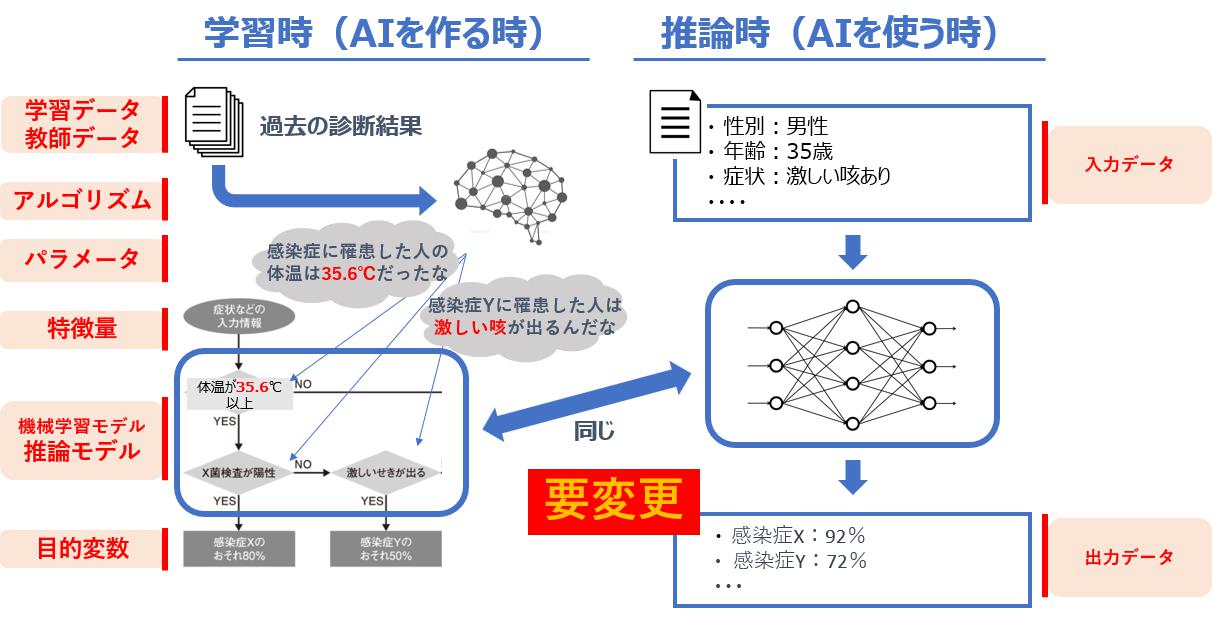 学習時（AIを作る時）
推論時（AIを使う時）
学習データ
教師データ
過去の診断結果
アルゴリズム
パラメータ
感染症に罹患した人の
体温は35.6℃だったな
感染症Yに罹患した人は
激しい咳が出るんだな
特徴量
症状などの
入力情報
体温が35.6℃
以上
NO
YES
機械学習モデル
推論モデル
X菌検査が陽性
NO
激しいせきが出る
YES
YES
目的変数
感染症Xの
おそれ80%
感染症Yの
おそれ50%
同じ
要変更
・性別：男性
・年齢：35歳
・症状：激しい咳あり
・・・・
入力データ
・感染症X：92％
・感染症Y：72％
・・・
出力データ